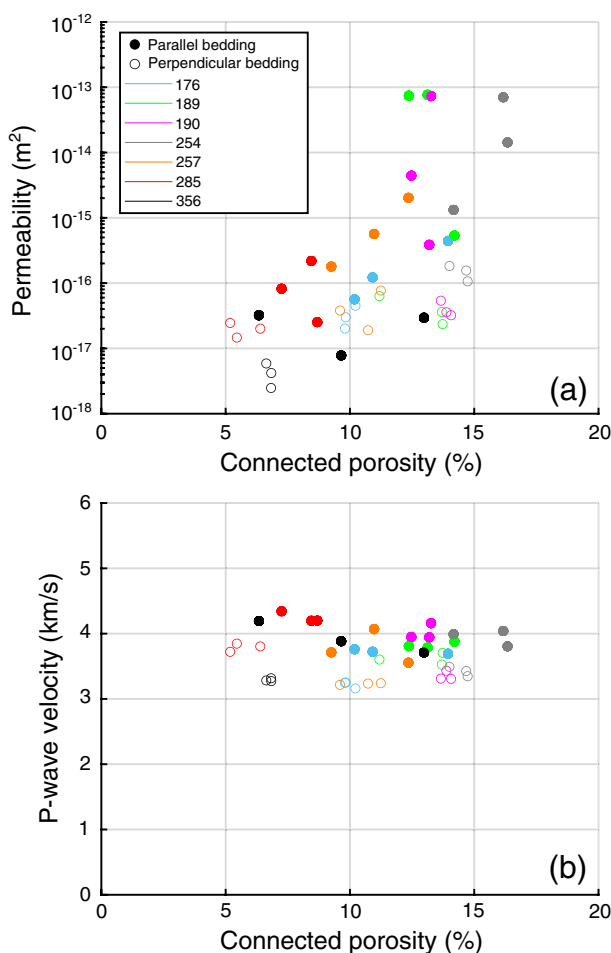 10⁻¹²
10⁻¹³
10⁻¹⁴
10⁻¹⁵
10⁻¹⁶
10⁻¹⁷
10⁻¹⁸
Permeability (m²)
Parallel bedding
Perpendicular bedding
176
189
190
254
257
285
356
(a)
0 5 10 15 20
Connected porosity (%)
6
5
4
3
2
1
0
P-wave velocity (km/s)
(b)
0 5 10 15 20
Connected porosity (%)